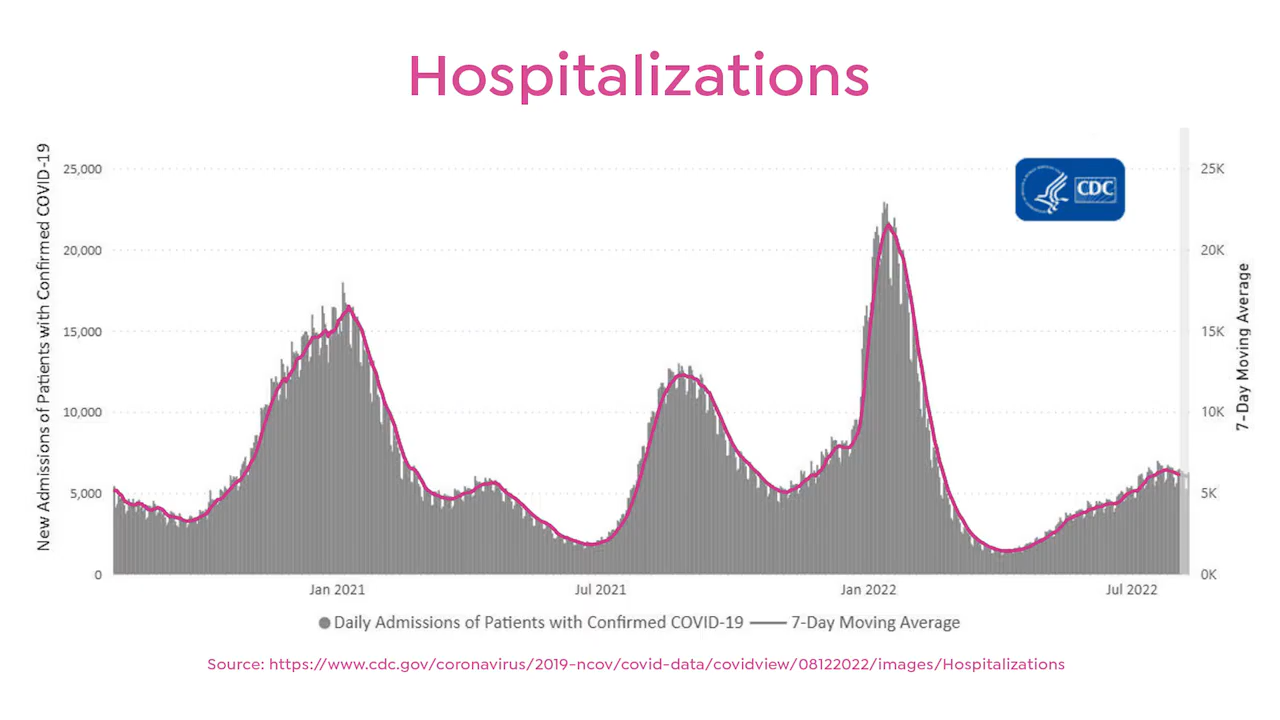 Hospitalizations
New Admissions of Patients with Confirmed COVID-19
25,000
20,000
15,000
10,000
5,000
0
CDC
25K
20K
15K
10K
5K
0K
7-Day Moving Average
Jan 2021
Jul 2021
Jan 2022
Jul 2022
Daily Admissions of Patients with Confirmed COVID-19 7-Day Moving Average
Source: https://www.cdc.gov/coronavirus/2019-ncov/covid-data/covidview/08122022/images/Hospitalizations